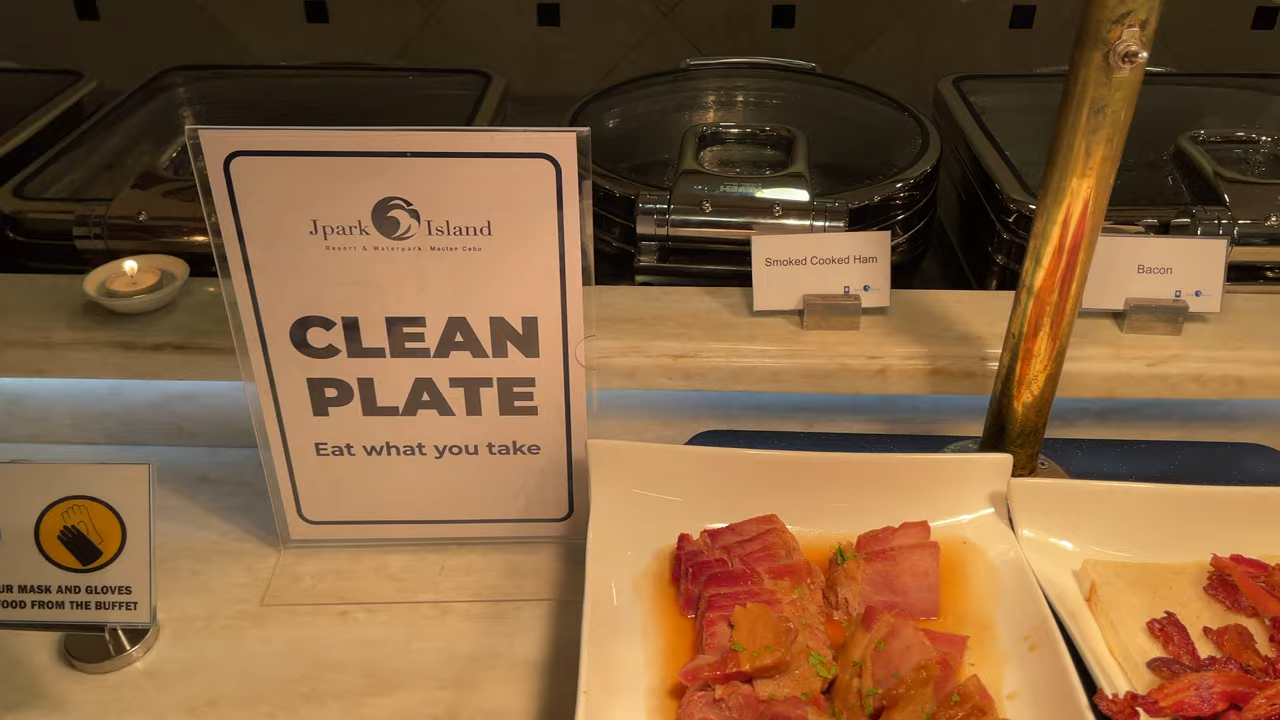 Jpark Island
Resort & Waterpark . Mactan Cebu
CLEAN
PLATE
Eat what you take
Smoked Cooked Ham
Bacon
UR MASK AND GLOVES
FOOD FROM THE BUFFET